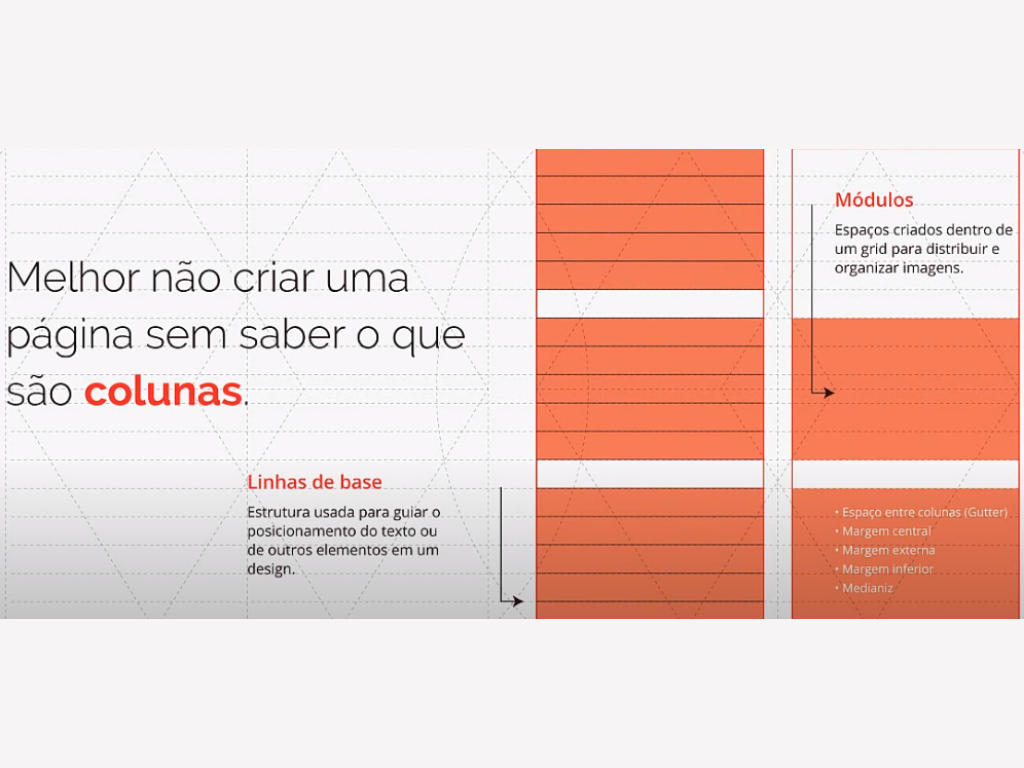 Melhor não criar uma
página sem saber o que
são colunas.
Linhas de base
Estrutura usada para guiar o
posicionamento do texto ou
de outros elementos em um
design.
Módulos
Espaços criados dentro de
um grid para distribuir e
organizar imagens.
• Espaço entre colunas (Gutter)
• Margem central
• Margem externa
• Margem inferior
• Medianiz